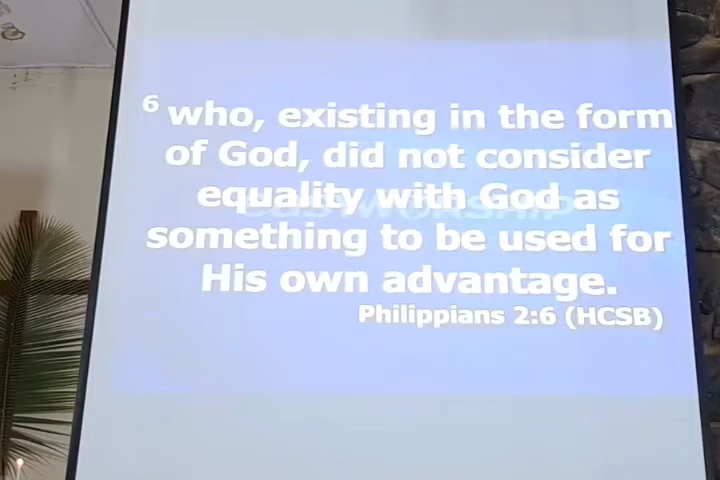 6 who, existing in the form
of God, did not consider
equality with God as
something to be used for
His own advantage.
Philippians 2:6 (HCSB)
EASYWORSHIP